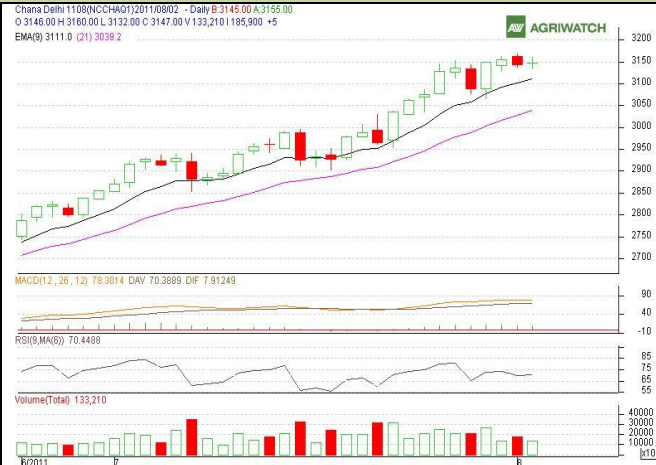 Chana Delhi 1108(NCCHAQ1)2011/08/02 - Daily B:3145.00 A:3155.00
O 3146.00 H 3160.00 L 3132.00 C 3147.00 V 133,210 I 185,900 +5
EMA(9) 3111.0 (21) 3039.2
AW AGRIWATCH
3200
3150
3100
3050
3000
2950
2900
2850
2800
2750
2700
MACD(12,26,12) 78.3014 DAV 70.3889 DIF 7.91249
90
40
-10
RSI(9,MA(6)) 70.4488
85
75
65
55
Volume(Total) 133,210
40000
30000
20000
10000
x10
6/2011 7 8